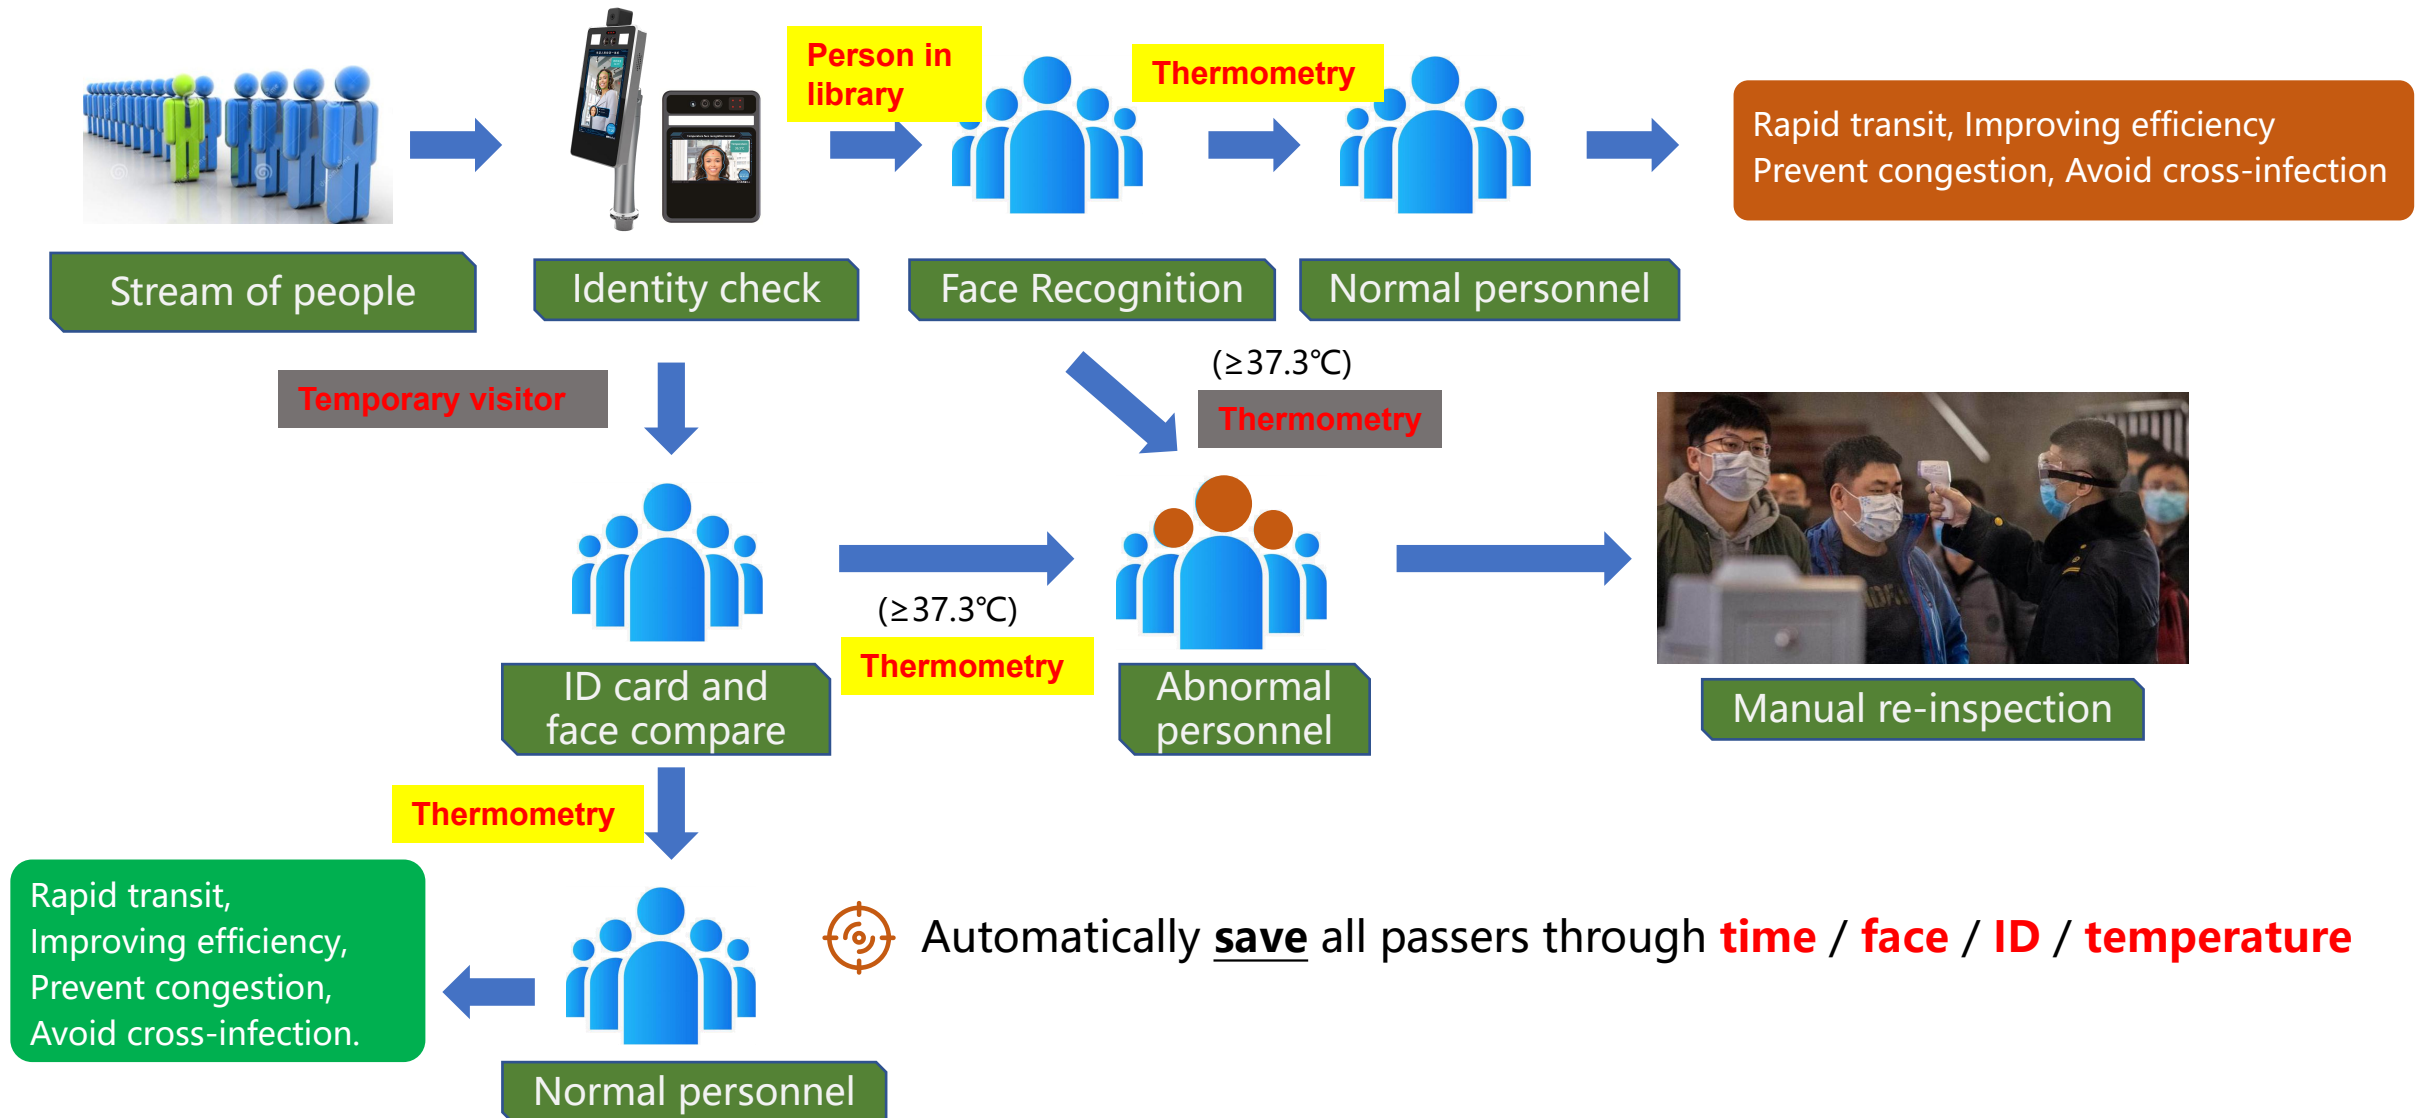 Person in
library
Thermometry
Rapid transit, Improving efficiency
Prevent congestion, Avoid cross-infection
Stream of people
Identity check
Face Recognition
Normal personnel
(≥37.3℃)
Temporary visitor
Thermometry
(≥37.3℃)
Thermometry
ID card and
face compare
Abnormal
personnel
Manual re-inspection
Thermometry
Rapid transit,
Improving efficiency,
Prevent congestion,
Avoid cross-infection.
Automatically save all passers through time / face / ID / temperature
Normal personnel